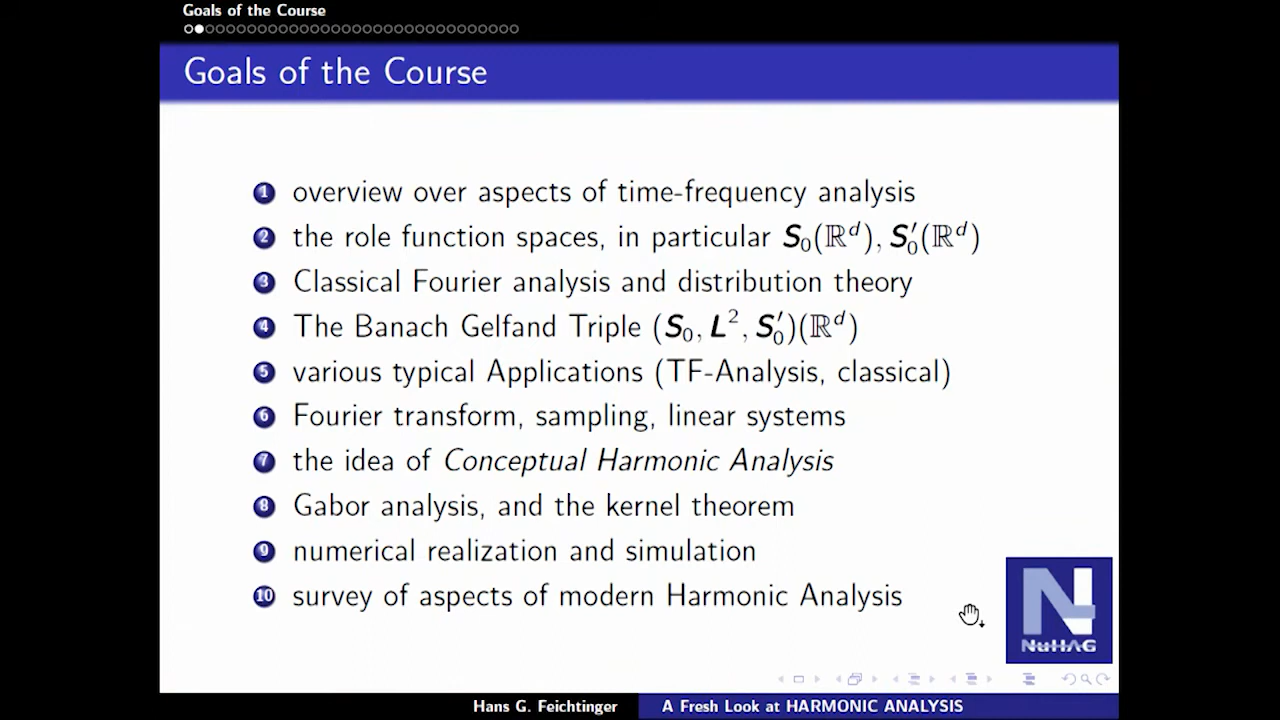 Goals of the Course
Goals of the Course
1 overview over aspects of time-frequency analysis
2 the role function spaces, in particular S₀(ℝᵈ), S₀′(ℝᵈ)
3 Classical Fourier analysis and distribution theory
4 The Banach Gelfand Triple (S₀, L², S₀′)(ℝᵈ)
5 various typical Applications (TF-Analysis, classical)
6 Fourier transform, sampling, linear systems
7 the idea of Conceptual Harmonic Analysis
8 Gabor analysis, and the kernel theorem
9 numerical realization and simulation
10 survey of aspects of modern Harmonic Analysis
N
NuHAG
Hans G. Feichtinger
A Fresh Look at HARMONIC ANALYSIS